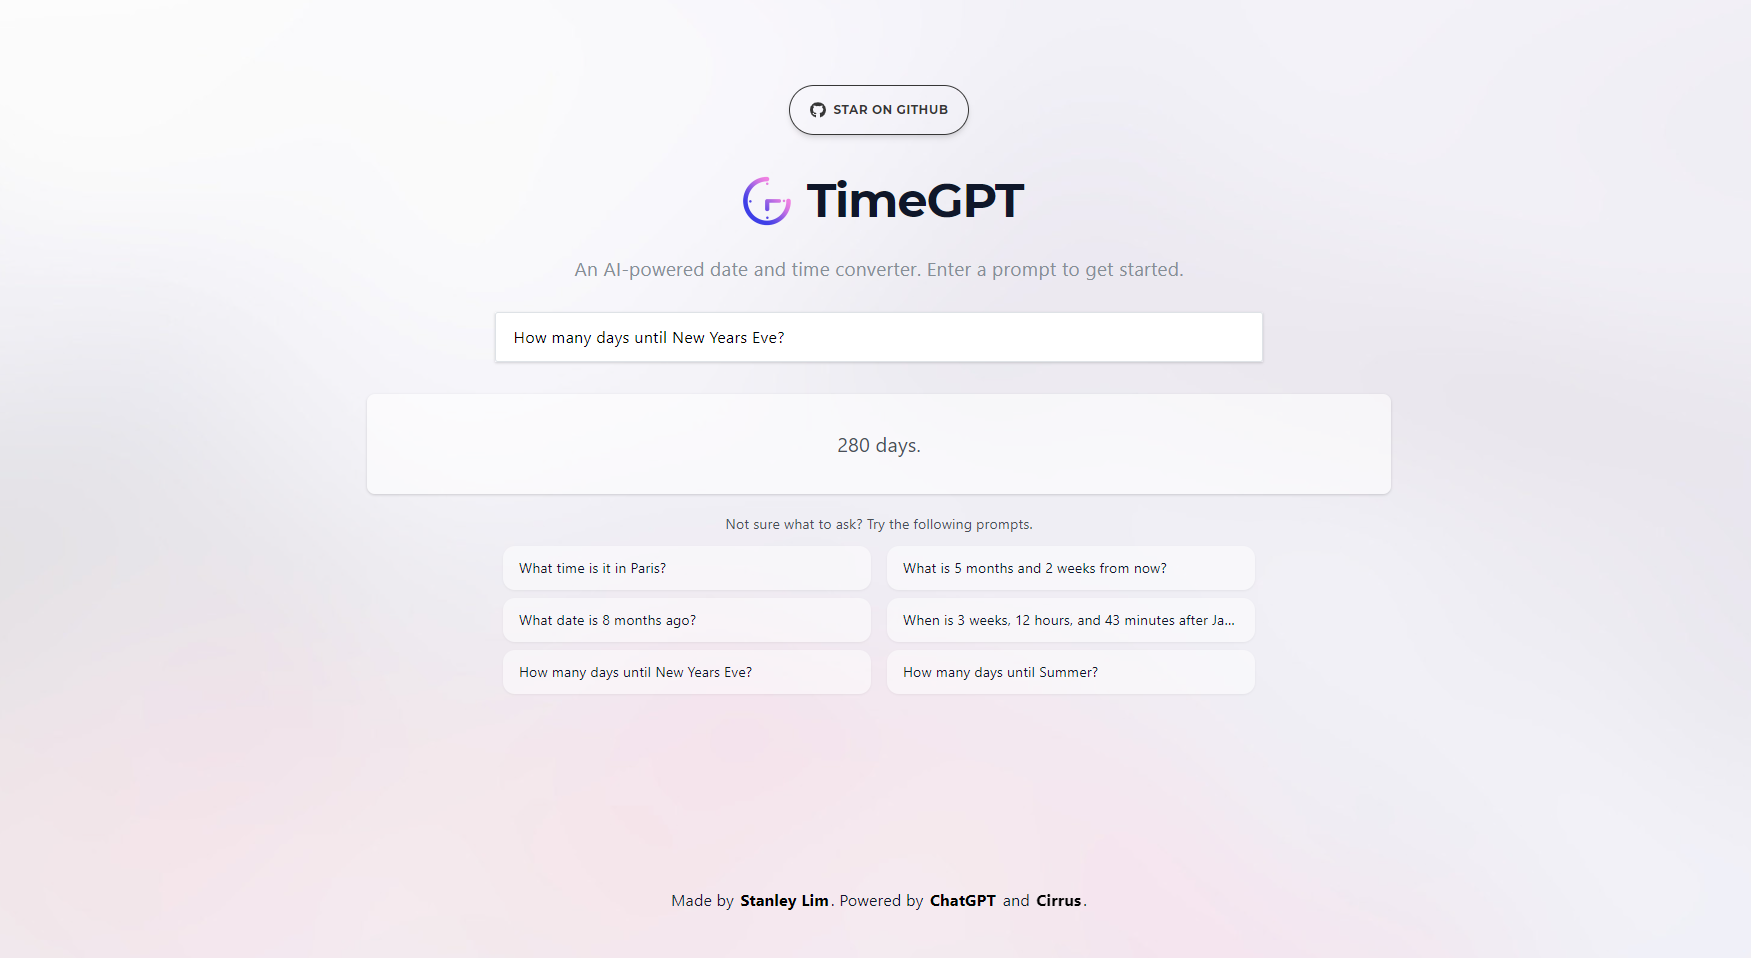 STAR ON GITHUB
TimeGPT
An AI-powered date and time converter. Enter a prompt to get started.
How many days until New Years Eve?
280 days.
Not sure what to ask? Try the following prompts.
What time is it in Paris?
What is 5 months and 2 weeks from now?
What date is 8 months ago?
When is 3 weeks, 12 hours, and 43 minutes after Ja...
How many days until New Years Eve?
How many days until Summer?
Made by Stanley Lim. Powered by ChatGPT and Cirrus.